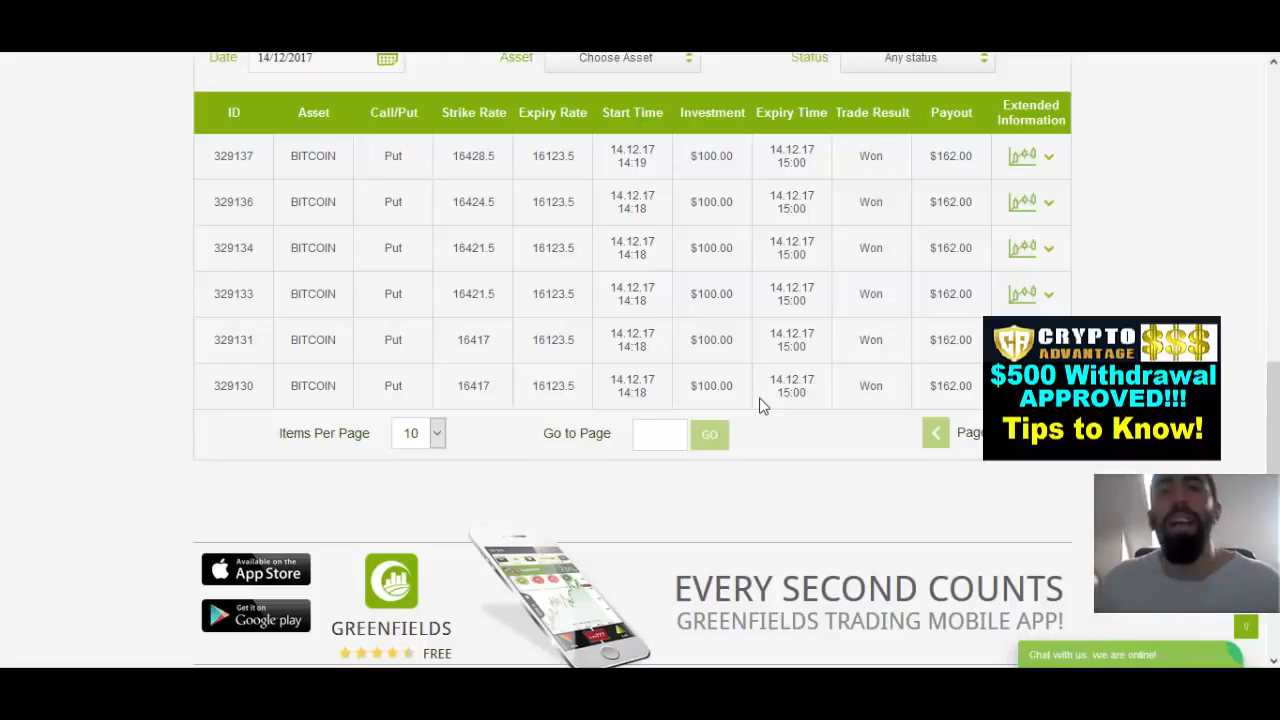 Date 14/12/2017 Asset Choose Asset Status Any status
ID Asset Call/Put Strike Rate Expiry Rate Start Time Investment Expiry Time Trade Result Payout Extended Information
329137 BITCOIN Put 16428.5 16123.5 14.12.17 14:19 $100.00 14.12.17 15:00 Won $162.00
329136 BITCOIN Put 16424.5 16123.5 14.12.17 14:18 $100.00 14.12.17 15:00 Won $162.00
329134 BITCOIN Put 16421.5 16123.5 14.12.17 14:18 $100.00 14.12.17 15:00 Won $162.00
329133 BITCOIN Put 16421.5 16123.5 14.12.17 14:18 $100.00 14.12.17 15:00 Won $162.00
329131 BITCOIN Put 16417 16123.5 14.12.17 14:18 $100.00 14.12.17 15:00 Won $162.00
329130 BITCOIN Put 16417 16123.5 14.12.17 14:18 $100.00 14.12.17 15:00 Won $162.00
Items Per Page 10 Go to Page GO Page
CA CRYPTO ADVANTAGE $$$
$500 Withdrawal
APPROVED!!!
Tips to Know!
Available on the App Store
Get it on Google play
GREENFIELDS
FREE
EVERY SECOND COUNTS
GREENFIELDS TRADING MOBILE APP!
Chat with us, we are online!